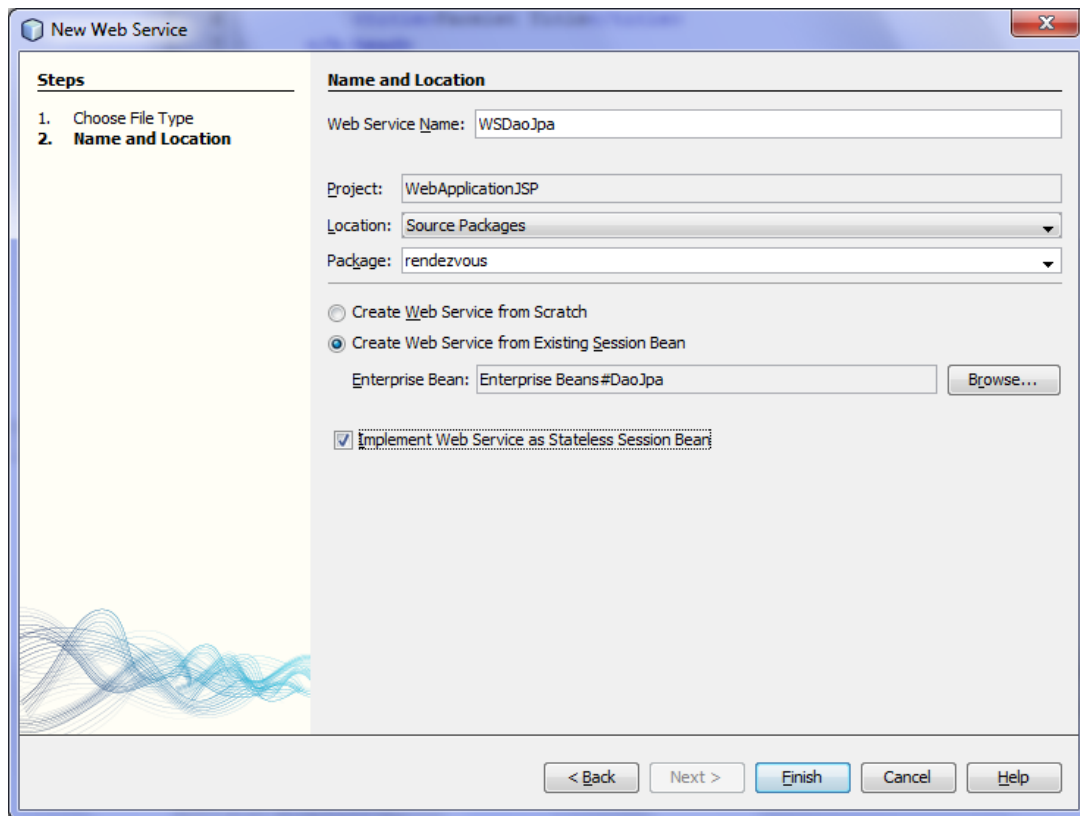 New Web Service
Steps
1. Choose File Type
2. Name and Location
Name and Location
Web Service Name: WSDaoJpa
Project: WebApplicationJSP
Location: Source Packages
Package: rendezvous
Create Web Service from Scratch
Create Web Service from Existing Session Bean
Enterprise Bean: Enterprise Beans#DaoJpa Browse...
Implement Web Service as Stateless Session Bean
< Back Next > Finish Cancel Help